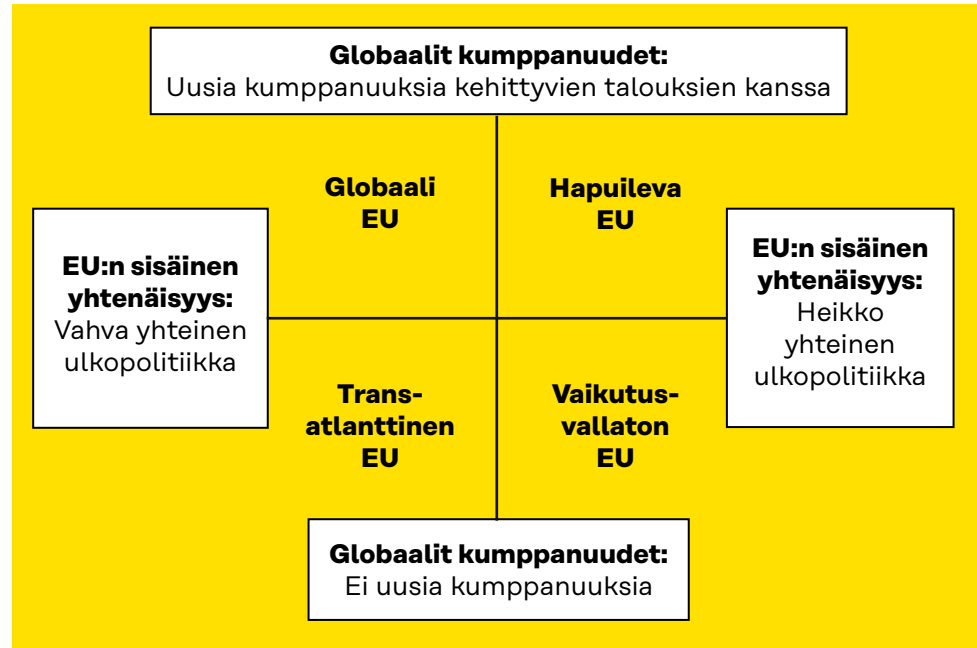 Globaalit kumppanuudet:
Uusia kumppanuuksia kehittyvien talouksien kanssa
Globaali
EU
Hapuileva
EU
EU:n sisäinen
yhtenäisyys:
Vahva yhteinen
ulkopolitiikka
EU:n sisäinen
yhtenäisyys:
Heikko
yhteinen
ulkopolitiikka
Trans-
atlanttinen
EU
Vaikutus-
vallaton
EU
Globaalit kumppanuudet:
Ei uusia kumppanuuksia